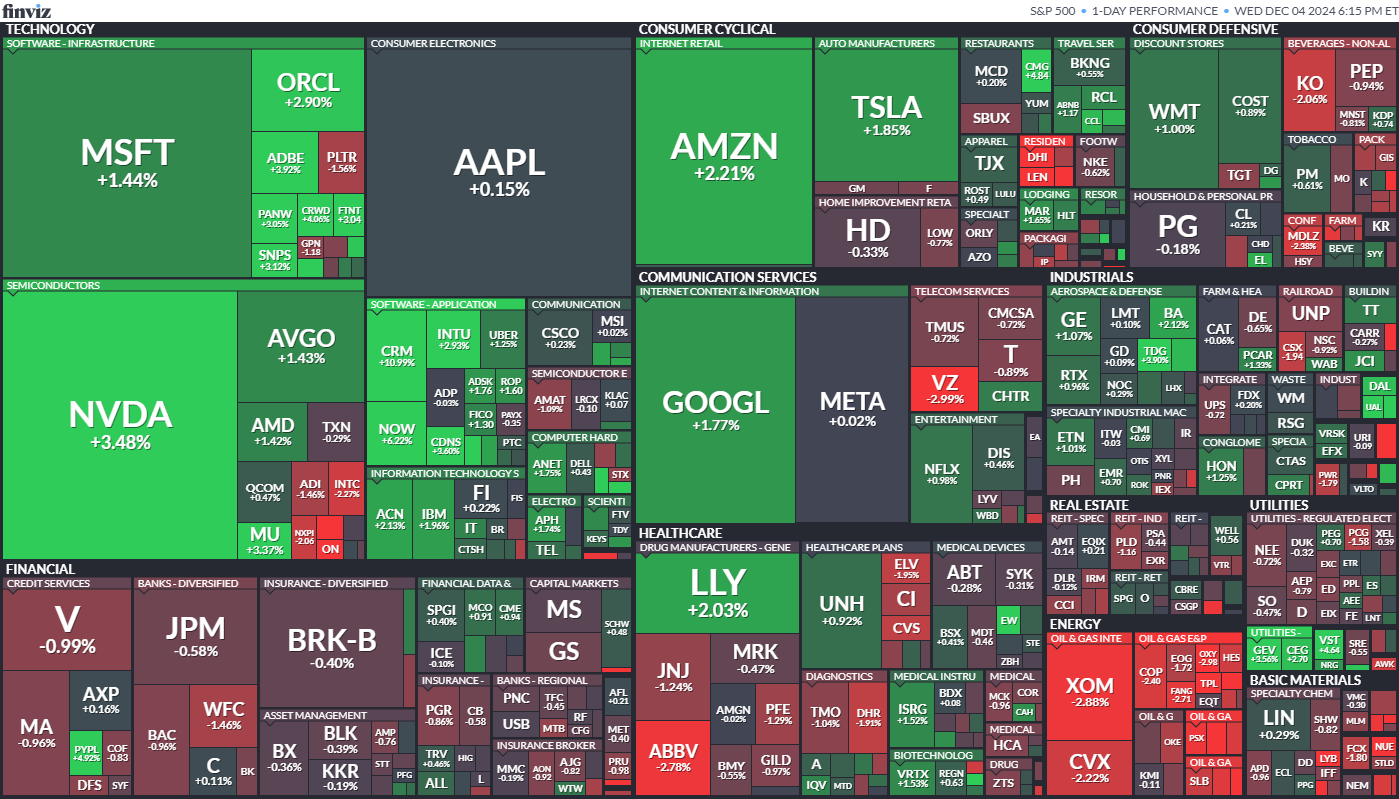 finviz
S&P 500 • 1-DAY PERFORMANCE • WED DEC 04 2024 6:15 PM ET
TECHNOLOGY
SOFTWARE - INFRASTRUCTURE
MSFT
+1.44%
ORCL
+2.90%
ADBE
+3.92%
PLTR
-1.56%
PANW
+3.05%
CRWD
+4.06%
FTNT
+3.04
SNPS
+3.12%
GPN
-1.18
CONSUMER ELECTRONICS
AAPL
+0.15%
SEMICONDUCTORS
NVDA
+3.48%
AVGO
+1.43%
AMD
+1.42%
TXN
-0.29%
QCOM
+0.47%
ADI
-1.46%
INTC
-2.27%
MU
+3.37%
NXPI
-2.06
ON
SOFTWARE - APPLICATION
CRM
+10.99%
INTU
+2.93%
UBER
+1.25%
NOW
+6.22%
ADP
-0.03%
ADSK
+1.76
ROP
+1.60
FICO
+1.30
PAYX
-0.35
CDNS
+3.60%
PTC
COMMUNICATION
CSCO
+0.23%
MSI
+0.02%
SEMICONDUCTOR E
AMAT
-1.09%
LRCX
-0.10
KLAC
+0.07
COMPUTER HARD
ANET
+1.75%
DELL
+0.43
STX
INFORMATION TECHNOLOGY S
ACN
+2.13%
IBM
+1.96%
FI
+0.22%
FIS
IT
BR
CTSH
ELECTRO
APH
+1.74%
TEL
SCIENTI
FTV
TDY
KEYS
CONSUMER CYCLICAL
INTERNET RETAIL
AMZN
+2.21%
AUTO MANUFACTURERS
TSLA
+1.85%
GM
F
HOME IMPROVEMENT RETA
HD
-0.33%
LOW
-0.77%
RESTAURANTS
MCD
+0.20%
CMG
+4.84
SBUX
YUM
TRAVEL SER
BKNG
+0.55%
ABNB
+1.17
RCL
CCL
APPAREL
TJX
ROST
+0.49
LULU
RESIDEN
DHI
LEN
FOOTW
NKE
-0.62%
LODGING
MAR
+1.65%
HLT
RESOR
SPECIALT
ORLY
AZO
PACKAGI
IP
CONSUMER DEFENSIVE
DISCOUNT STORES
WMT
+1.00%
COST
+0.89%
TGT
DG
BEVERAGES - NON-AL
KO
-2.06%
PEP
-0.94%
MNST
-0.81%
KDP
+0.74
TOBACCO
PM
+0.61%
MO
PACK
GIS
K
HOUSEHOLD & PERSONAL PR
PG
-0.18%
CL
+0.21%
CHD
EL
CONF
MDLZ
-2.38%
HSY
FARM
KR
BEVE
SYY
COMMUNICATION SERVICES
INTERNET CONTENT & INFORMATION
GOOGL
+1.77%
META
+0.02%
TELECOM SERVICES
TMUS
-0.72%
CMCSA
-0.72%
T
-0.89%
VZ
-2.99%
CHTR
ENTERTAINMENT
NFLX
+0.98%
DIS
+0.46%
LYV
WBD
EA
INDUSTRIALS
AEROSPACE & DEFENSE
GE
+1.07%
LMT
+0.10%
BA
+2.12%
RTX
+0.96%
GD
+0.09%
TDG
+3.90%
NOC
+0.29%
LHX
FARM & HEA
CAT
+0.06%
DE
-0.65%
PCAR
+1.33%
RAILROAD
UNP
CSX
-1.94
NSC
-0.92%
WAB
BUILDIN
TT
CARR
-0.27%
JCI
SPECIALTY INDUSTRIAL MAC
ETN
+1.01%
ITW
-0.03
CMI
+0.69
IR
PH
EMR
+0.70
OTIS
XYL
ROK
PNR
IEX
INTEGRATE
UPS
-0.72
FDX
+0.20%
WASTE
WM
RSG
INDUST
DAL
UAL
CONGLOME
HON
+1.25%
SPECIA
CTAS
CPRT
VRSK
EFX
URI
-0.09
PWR
-1.79
VLTO
HEALTHCARE
DRUG MANUFACTURERS - GENE
LLY
+2.03%
JNJ
-1.24%
MRK
-0.47%
ABBV
-2.78%
AMGN
-0.02%
PFE
-1.29%
BMY
-0.55%
GILD
-0.97%
HEALTHCARE PLANS
UNH
+0.92%
ELV
-1.95%
CI
CVS
MEDICAL DEVICES
ABT
-0.28%
SYK
-0.31%
BSX
+0.41%
MDT
-0.46
EW
STE
ZBH
DIAGNOSTICS
TMO
-1.04%
DHR
-1.91%
A
IQV
MTD
MEDICAL INSTRU
ISRG
+1.52%
BDX
+0.08
MEDICAL
MCK
-0.96
COR
CAH
MEDICAL
HCA
BIOTECHNOLOG
VRTX
+1.53%
REGN
+0.63
DRUG
ZTS
FINANCIAL
CREDIT SERVICES
V
-0.99%
MA
-0.96%
AXP
+0.16%
PYPL
+4.92%
COF
-0.83
DFS
SYF
BANKS - DIVERSIFIED
JPM
-0.58%
BAC
-0.96%
WFC
-1.46%
C
+0.11%
BK
INSURANCE - DIVERSIFIED
BRK-B
-0.40%
ASSET MANAGEMENT
BX
-0.36%
BLK
-0.39%
AMP
-0.76
KKR
-0.19%
STT
PFG
FINANCIAL DATA &
SPGI
+0.40%
MCO
+0.91
CME
+0.94
ICE
-0.10%
CAPITAL MARKETS
MS
GS
SCHW
+0.48
INSURANCE -
PGR
-0.86%
CB
-0.58
TRV
+0.46%
HIG
ALL
L
BANKS - REGIONAL
PNC
TFC
-0.45
USB
RF
MTB
CFG
AFL
+0.21
MET
-0.40
PRU
-0.98
INSURANCE BROKER
MMC
-0.19%
AON
-0.92
AJG
-0.82
WTW
REAL ESTATE
REIT - SPEC
AMT
-0.14
EQIX
+0.21
DLR
-0.12%
IRM
CCI
REIT - IND
PLD
-1.16
PSA
-0.44
EXR
REIT -
WELL
+0.56
VTR
REIT - RET
SPG
O
CBRE
CSGP
ENERGY
OIL & GAS INTE
XOM
-2.88%
CVX
-2.22%
OIL & GAS E&P
COP
-2.40
EOG
-1.72
OXY
-2.98
HES
FANG
-2.71
TPL
EQT
OIL & G
OKE
KMI
-0.11
OIL & GA
PSX
OIL & GA
SLB
UTILITIES
UTILITIES - REGULATED ELECT
NEE
-0.72%
DUK
-0.32
PEG
+0.70
PCG
-1.58
XEL
-0.39
EXC
ETR
SO
-0.47%
AEP
-0.79
ED
PPL
ES
AEE
D
EIX
FE
LNT
UTILITIES -
GEV
+3.56%
CEG
+2.70
VST
+4.64
NRG
SRE
-0.55
AWK
BASIC MATERIALS
SPECIALTY CHEM
LIN
+0.29%
SHW
-0.82
APD
-0.96
ECL
DD
LYB
PPG
IFF
VMC
-0.30
MLM
FCX
-1.70
NUE
STLD
NEM